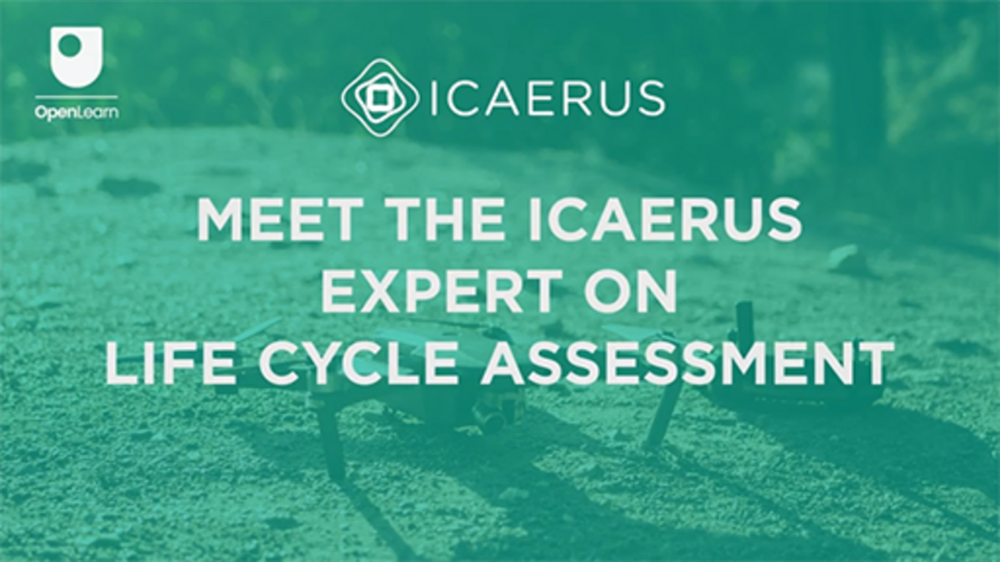 OpenLearn
ICAERUS
MEET THE ICAERUS
EXPERT ON
LIFE CYCLE ASSESSMENT